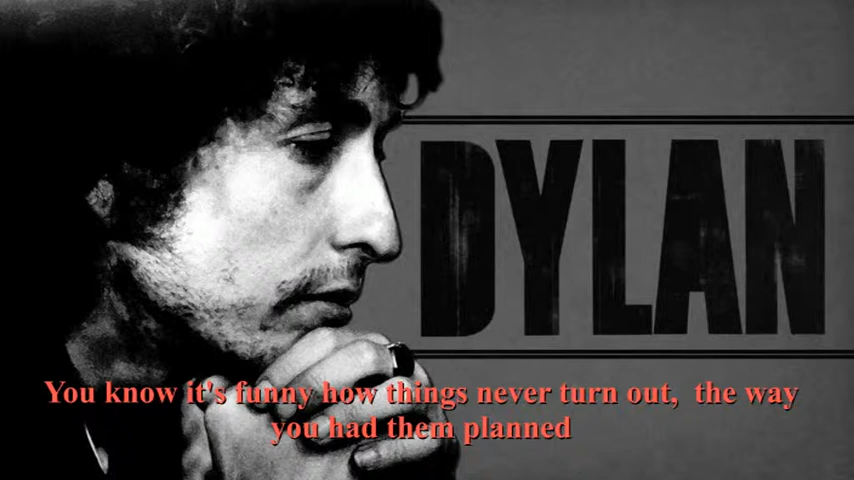 DYLAN
You know it's funny how things never turn out,  the way
you had them planned